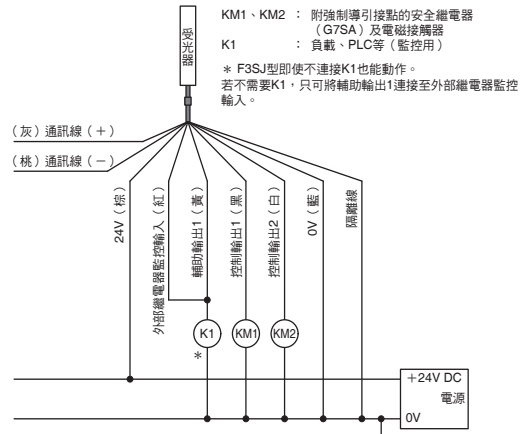 KM1、KM2 ： 附強制導引接點的安全繼電器
（G7SA）及電磁接觸器
K1 ： 負載、PLC等（監控用）
＊ F3SJ型即使不連接K1也能動作。
若不需要K1，只可將輔助輸出1連接至外部繼電器監控
輸入。
受光器
（灰）通訊線（＋）
（桃）通訊線（－）
24V（棕）
外部繼電器監控輸入（紅）
輔助輸出1（黃）
控制輸出1（黑）
控制輸出2（白）
0V（藍）
隔離線
K1
KM1
KM2
＊
＋24V DC
電源
0V